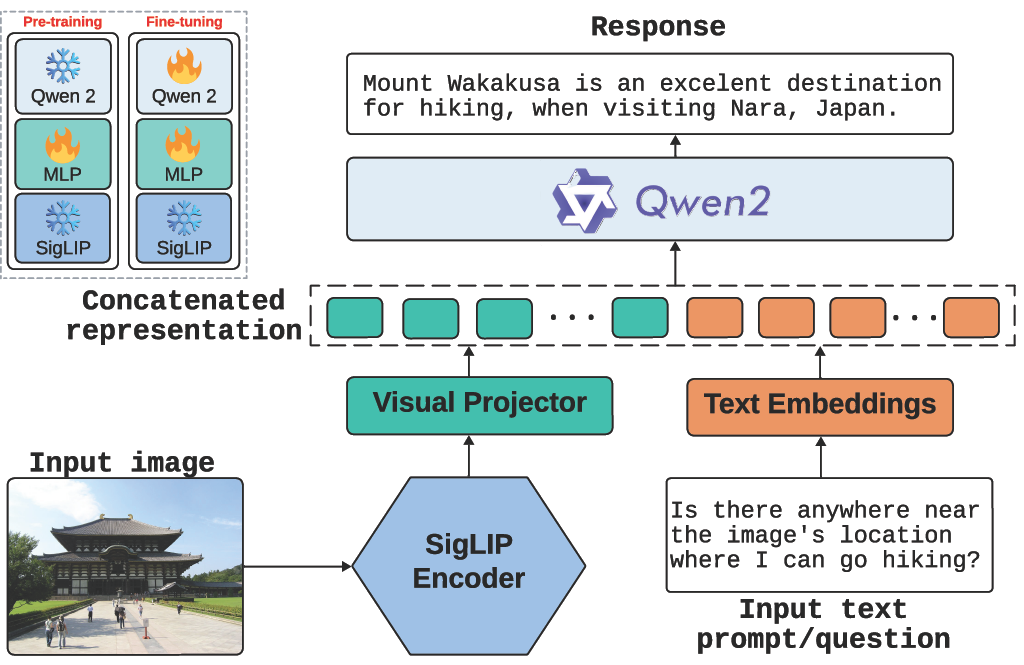 Pre-training
Fine-tuning
Qwen 2
MLP
SigLIP
Qwen 2
MLP
SigLIP
Response
Mount Wakakusa is an excelent destination
for hiking, when visiting Nara, Japan.
Qwen2
Concatenated
representation
Visual Projector
Text Embeddings
Input image
SigLIP
Encoder
Is there anywhere near
the image's location
where I can go hiking?
Input text
prompt/question